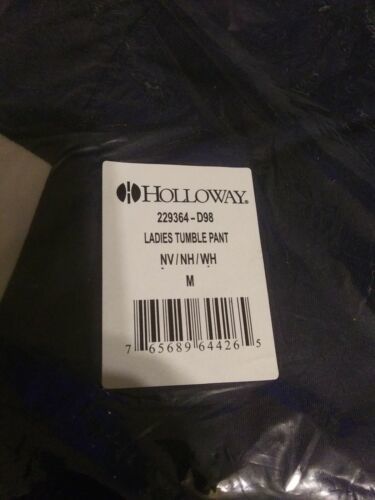 HOLLOWAY®
229364-D98
LADIES TUMBLE PANT
NV/NH/WH
M
7 65689 64426 5